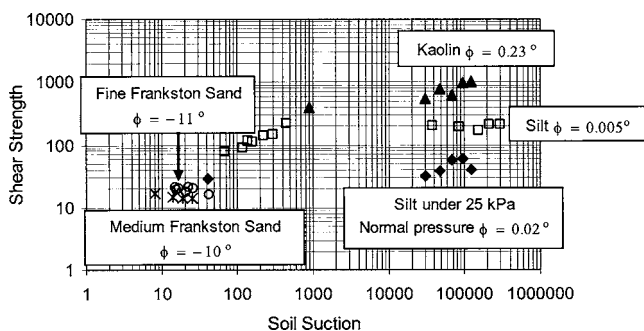 10000
1000
100
10
1
Shear Strength
Fine Frankston Sand
ϕ = −11°
Medium Frankston Sand
ϕ = −10°
Kaolin ϕ = 0.23°
Silt ϕ = 0.005°
Silt under 25 kPa
Normal pressure ϕ = 0.02°
1 10 100 1000 10000 100000 1000000
Soil Suction